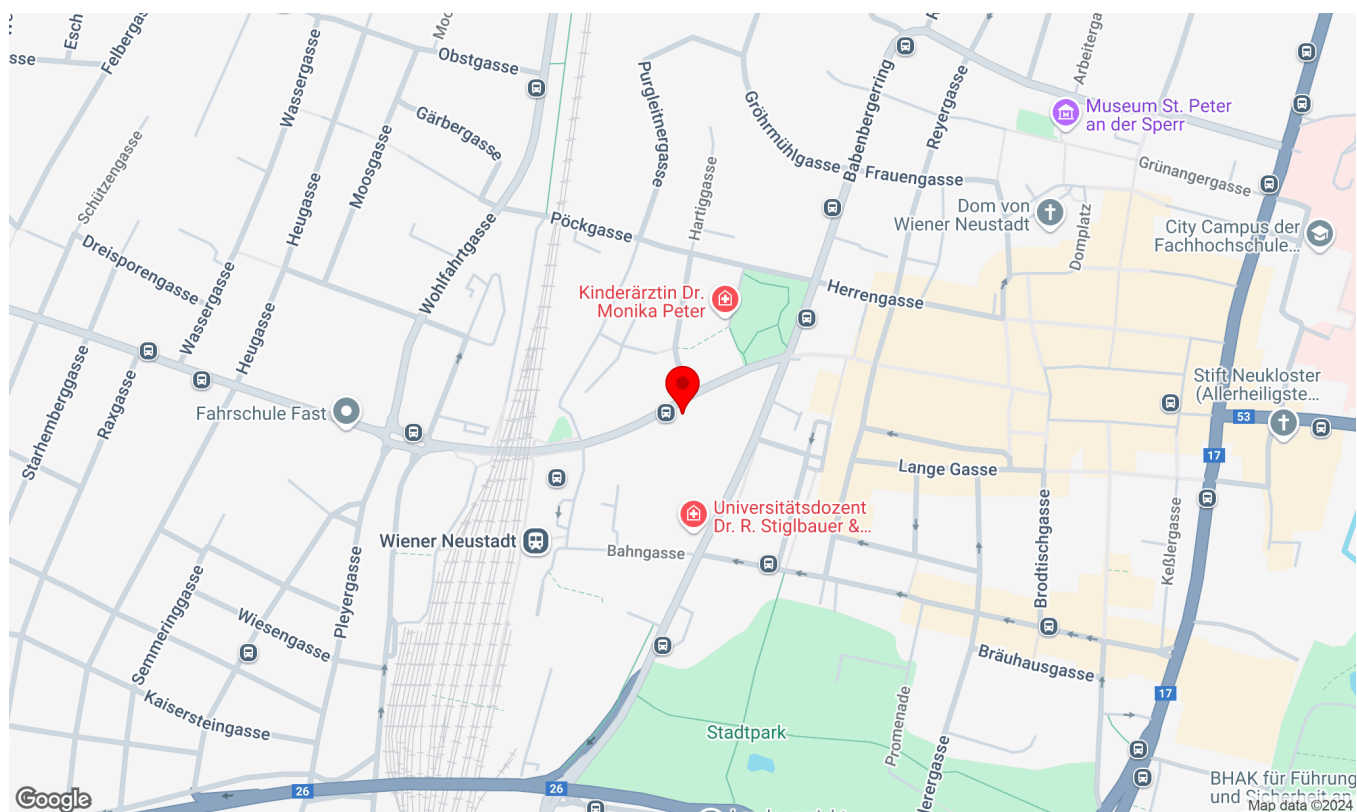 Felbergasse
Wassergasse
Obstgasse
Purgleitnergasse
Gröhrmühlgasse
Babenbergerring
Reyergasse
Arbeiterga
Museum St. Peter
an der Sperr
Gärbergasse
Moosgasse
Schützengasse
Heugasse
Frauengasse
Grünangergasse
Hartiggasse
Pöckgasse
Dom von
Wiener Neustadt
Domplatz
City Campus der
Fachhochschule...
Dreisporengasse
Wassergasse
Wohlfahrtgasse
Kinderärztin Dr.
Monika Peter
Herrengasse
Heugasse
Starhemberggasse
Raxgasse
Fahrschule Fast
Stift Neukloster
(Allerheiligste...
53
17
Lange Gasse
Universitätsdozent
Dr. R. Stiglbauer &...
Wiener Neustadt
Bahngasse
Brodtischgasse
Keßlergasse
Semmeringgasse
Wiesengasse
Pleyergasse
Bräuhausgasse
Kaisersteingasse
17
Stadtpark
Promenade
26
26
BHAK für Führung
und Sicherheit an
Google
Map data ©2024